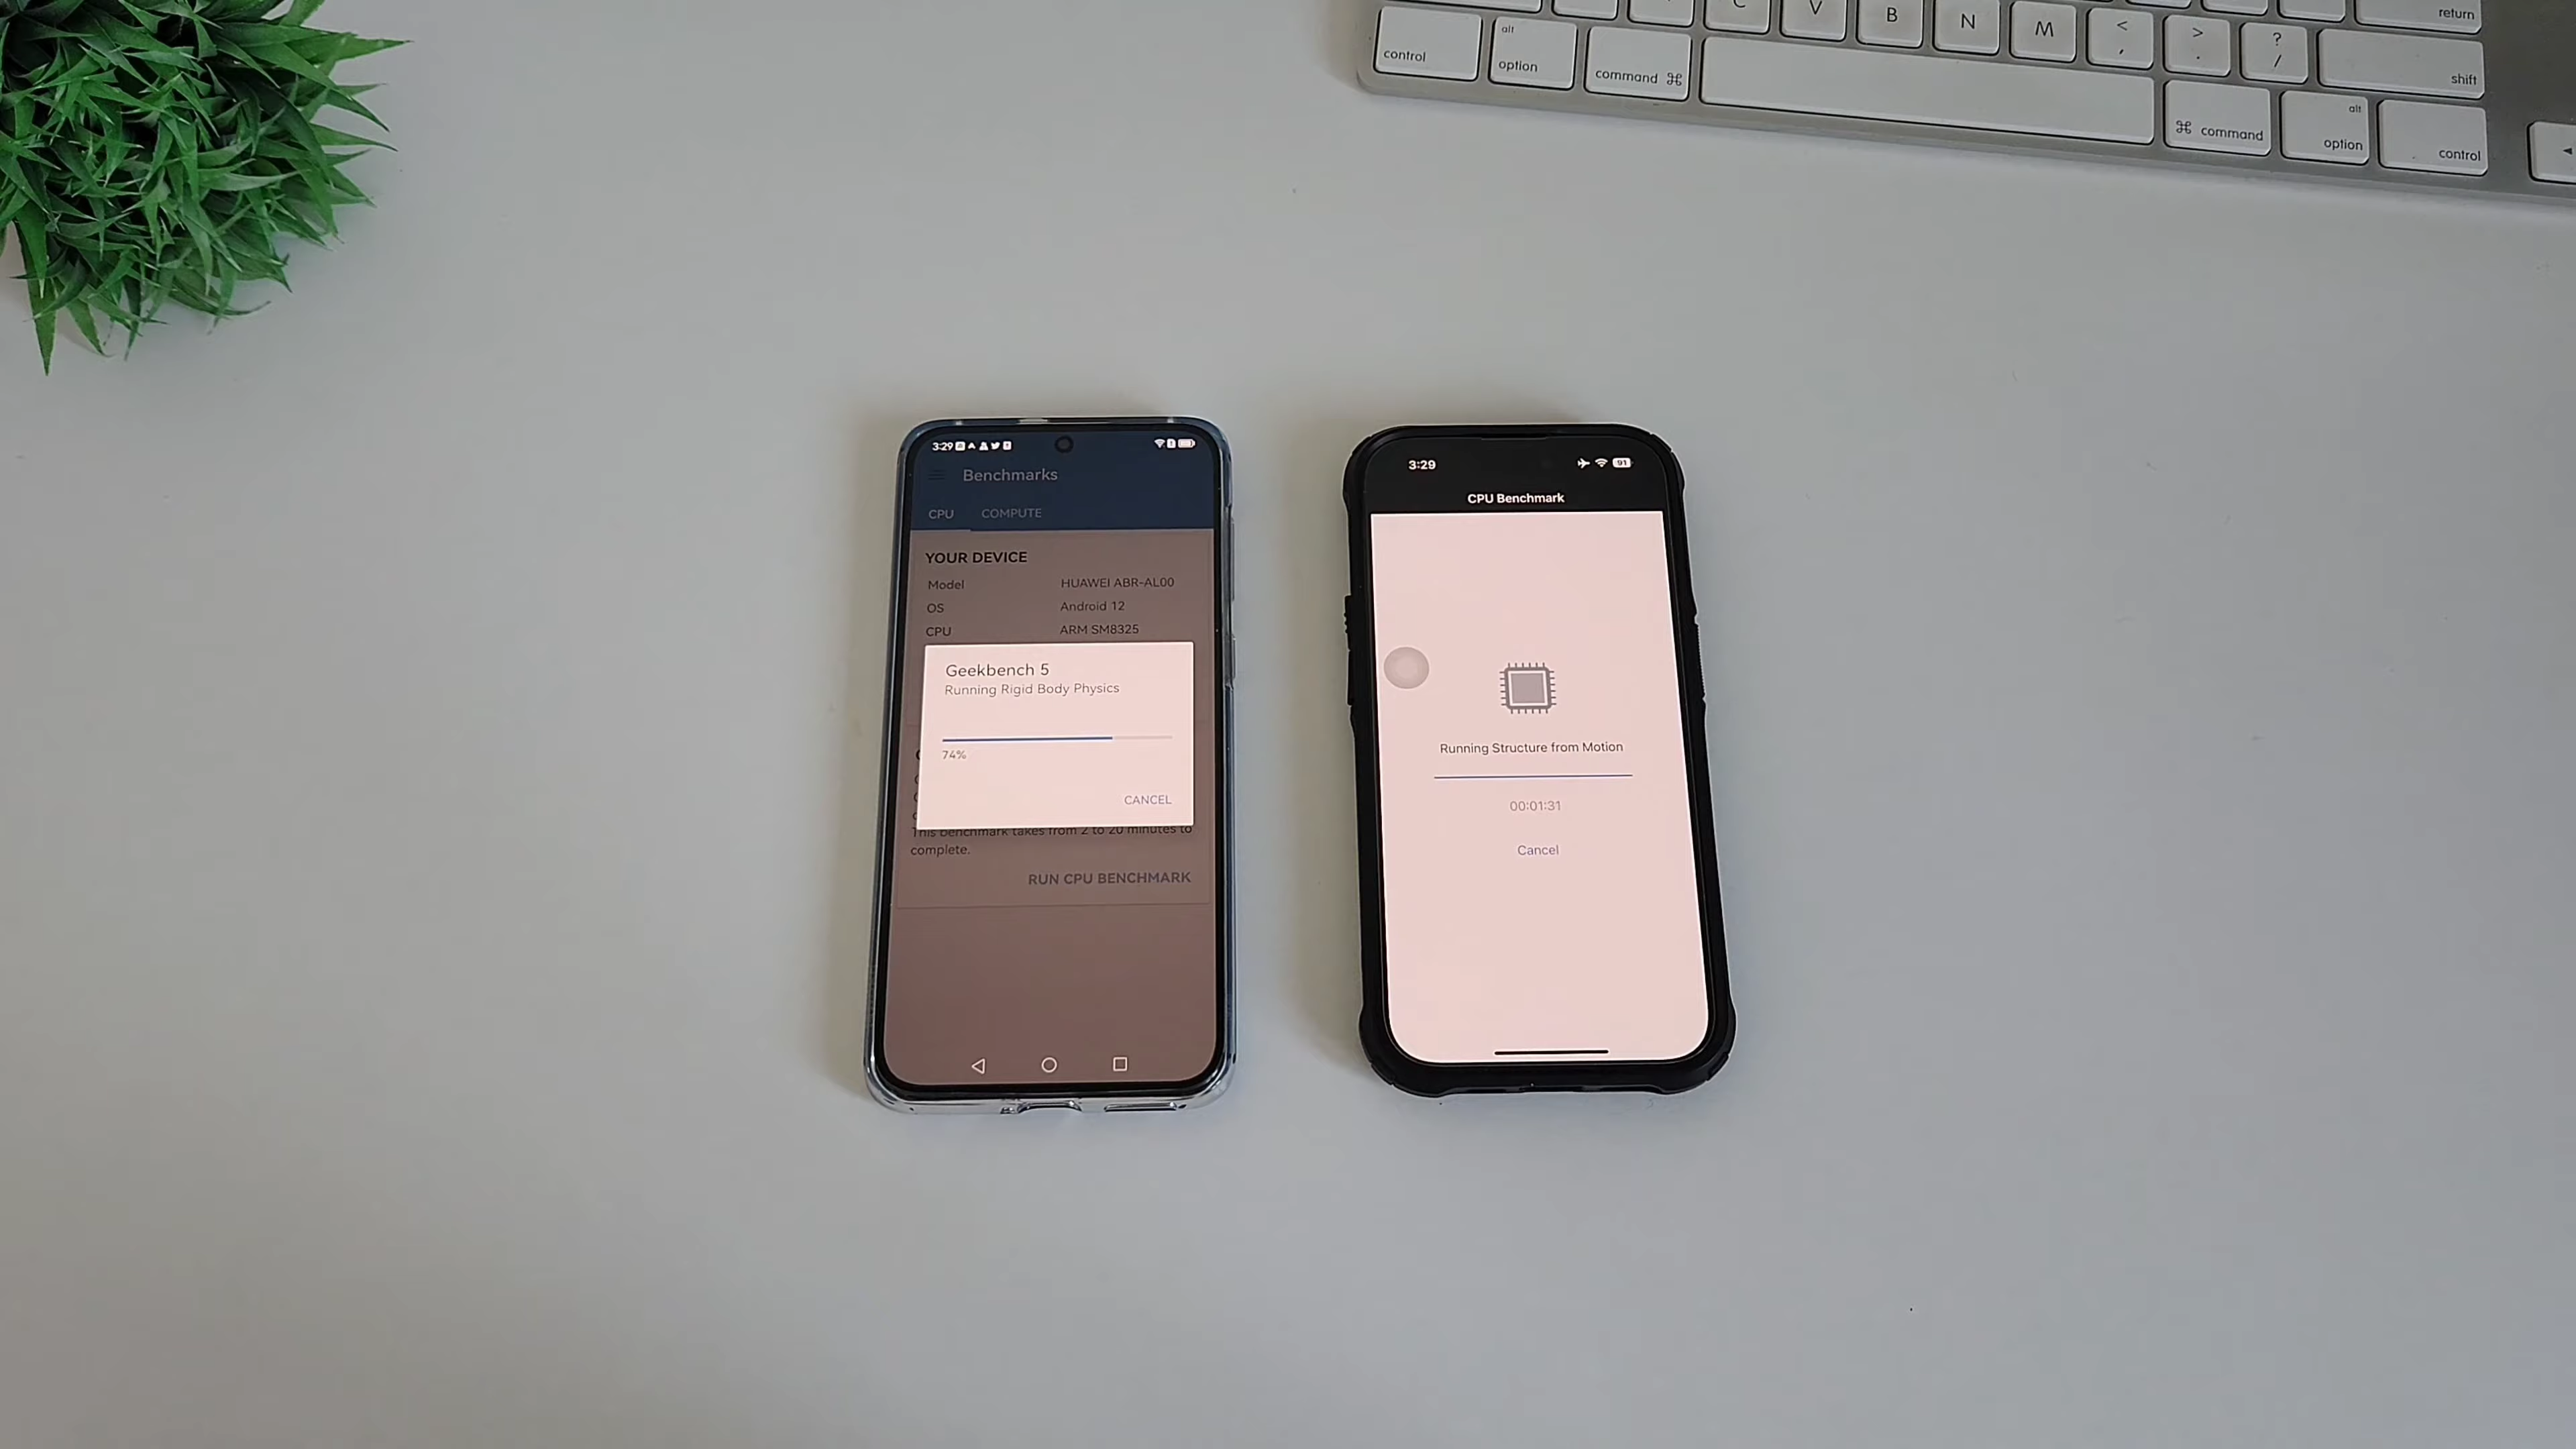 return
C V B N M < ,
> .
? /
shift
control
alt
option
command ⌘
⌘ command
alt
option
control
3:29
Benchmarks
CPU COMPUTE
YOUR DEVICE
Model HUAWEI ABR-AL00
OS Android 12
CPU ARM SM8325
Geekbench 5
Running Rigid Body Physics
74%
CANCEL
This benchmark takes from 2 to 20 minutes to
complete.
RUN CPU BENCHMARK
3:29 91
CPU Benchmark
Running Structure from Motion
00:01:31
Cancel